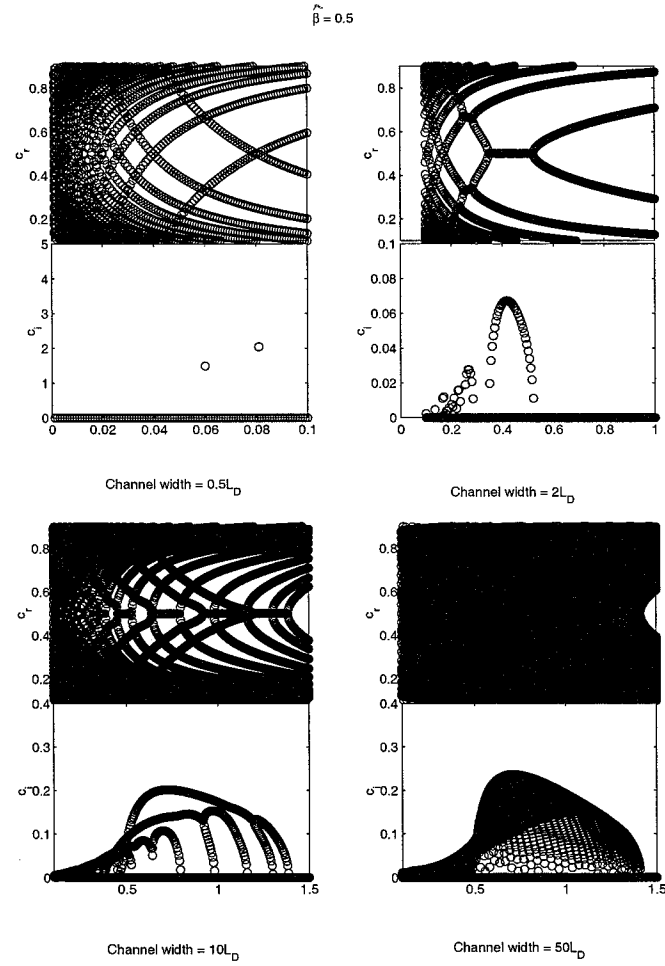 β̂ = 0.5
0.8
0.6
0.4
0.2
c_r
0.8
0.6
0.4
0.2
c_r
5
4
3
2
1
0
c_i
0 0.02 0.04 0.06 0.08 0.1
0.1
0.08
0.06
0.04
0.02
0
c_i
0 0.2 0.4 0.6 0.8 1
Channel width = 0.5L_D
Channel width = 2L_D
0.8
0.6
0.4
0.2
c_r
0.8
0.6
0.4
0.2
c_r
0.4
0.3
0.2
0.1
0
c_i
0.5 1 1.5
0.4
0.3
0.2
0.1
0
c_i
0.5 1 1.5
Channel width = 10L_D
Channel width = 50L_D